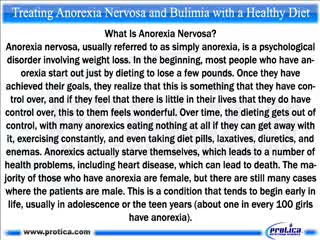 Treating Anorexia Nervosa and Bulimia with a Healthy Diet
What Is Anorexia Nervosa?
Anorexia nervosa, usually referred to as simply anorexia, is a psychological
disorder involving weight loss. In the beginning, most people who have an-
orexia start out just by dieting to lose a few pounds. Once they have
achieved their goals, they realize that this is something that they have con-
trol over, and if they feel that there is little in their lives that they do have
control over, this to them feels wonderful. Over time, the dieting gets out of
control, with many anorexics eating nothing at all if they can get away with
it, exercising constantly, and even taking diet pills, laxatives, diuretics, and
enemas. Anorexics actually starve themselves, which leads to a number of
health problems, including heart disease, which can lead to death. The ma-
jority of those who have anorexia are female, but there are still many cases
where the patients are male. This is a condition that tends to begin early in
life, usually in adolescence or the teen years (about one in every 100 girls
have anorexia).
www.protica.com
protica